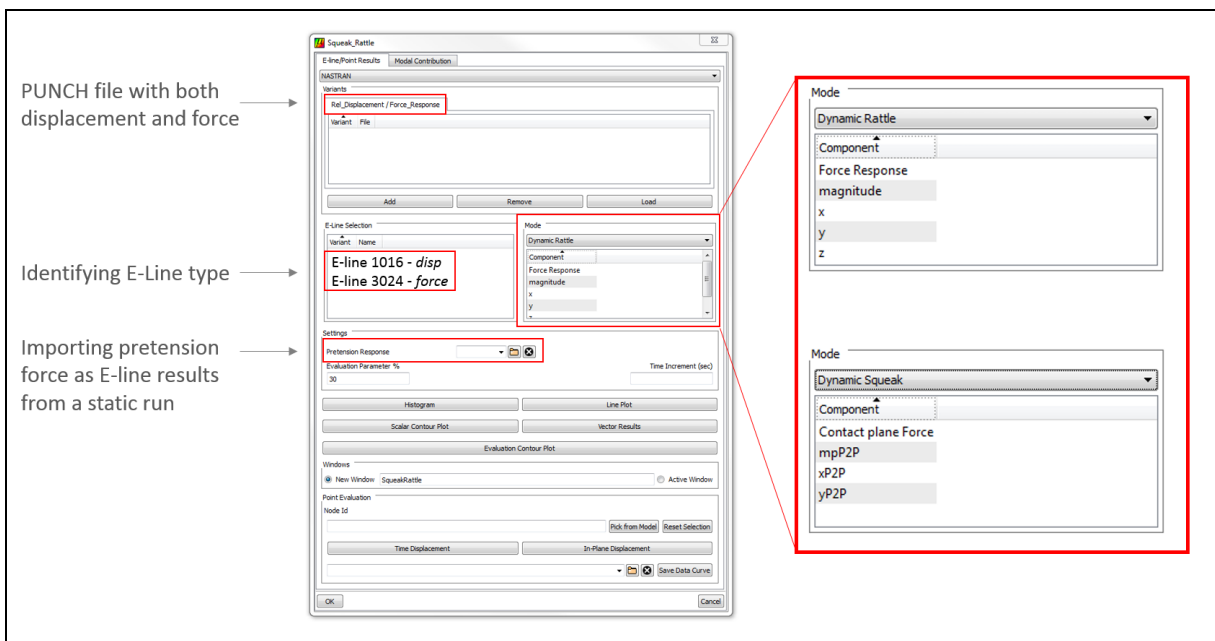 PUNCH file with both
displacement and force
Identifying E-Line type
Importing pretension
force as E-line results
from a static run
Squeak_Rattle
E-line/Point Results Modal Contribution
NASTRAN
Variants
Rel_Displacement / Force_Response
Variant File
Add Remove Load
E-Line Selection
Variant Name
E-line 1016 - disp
E-line 3024 - force
Mode
Dynamic Rattle
Component
Force Response
magnitude
x
y
Settings
Pretension Response
Evaluation Parameter % Time Increment (sec)
30
Histogram Line Plot
Scalar Contour Plot Vector Results
Evaluation Contour Plot
Windows
New Window SqueakRattle Active Window
Point Evaluation
Node Id
Pick from Model Reset Selection
Time Displacement In-Plane Displacement
Save Data Curve
OK Cancel
Mode
Dynamic Rattle
Component
Force Response
magnitude
x
y
z
Mode
Dynamic Squeak
Component
Contact plane Force
mpP2P
xP2P
yP2P